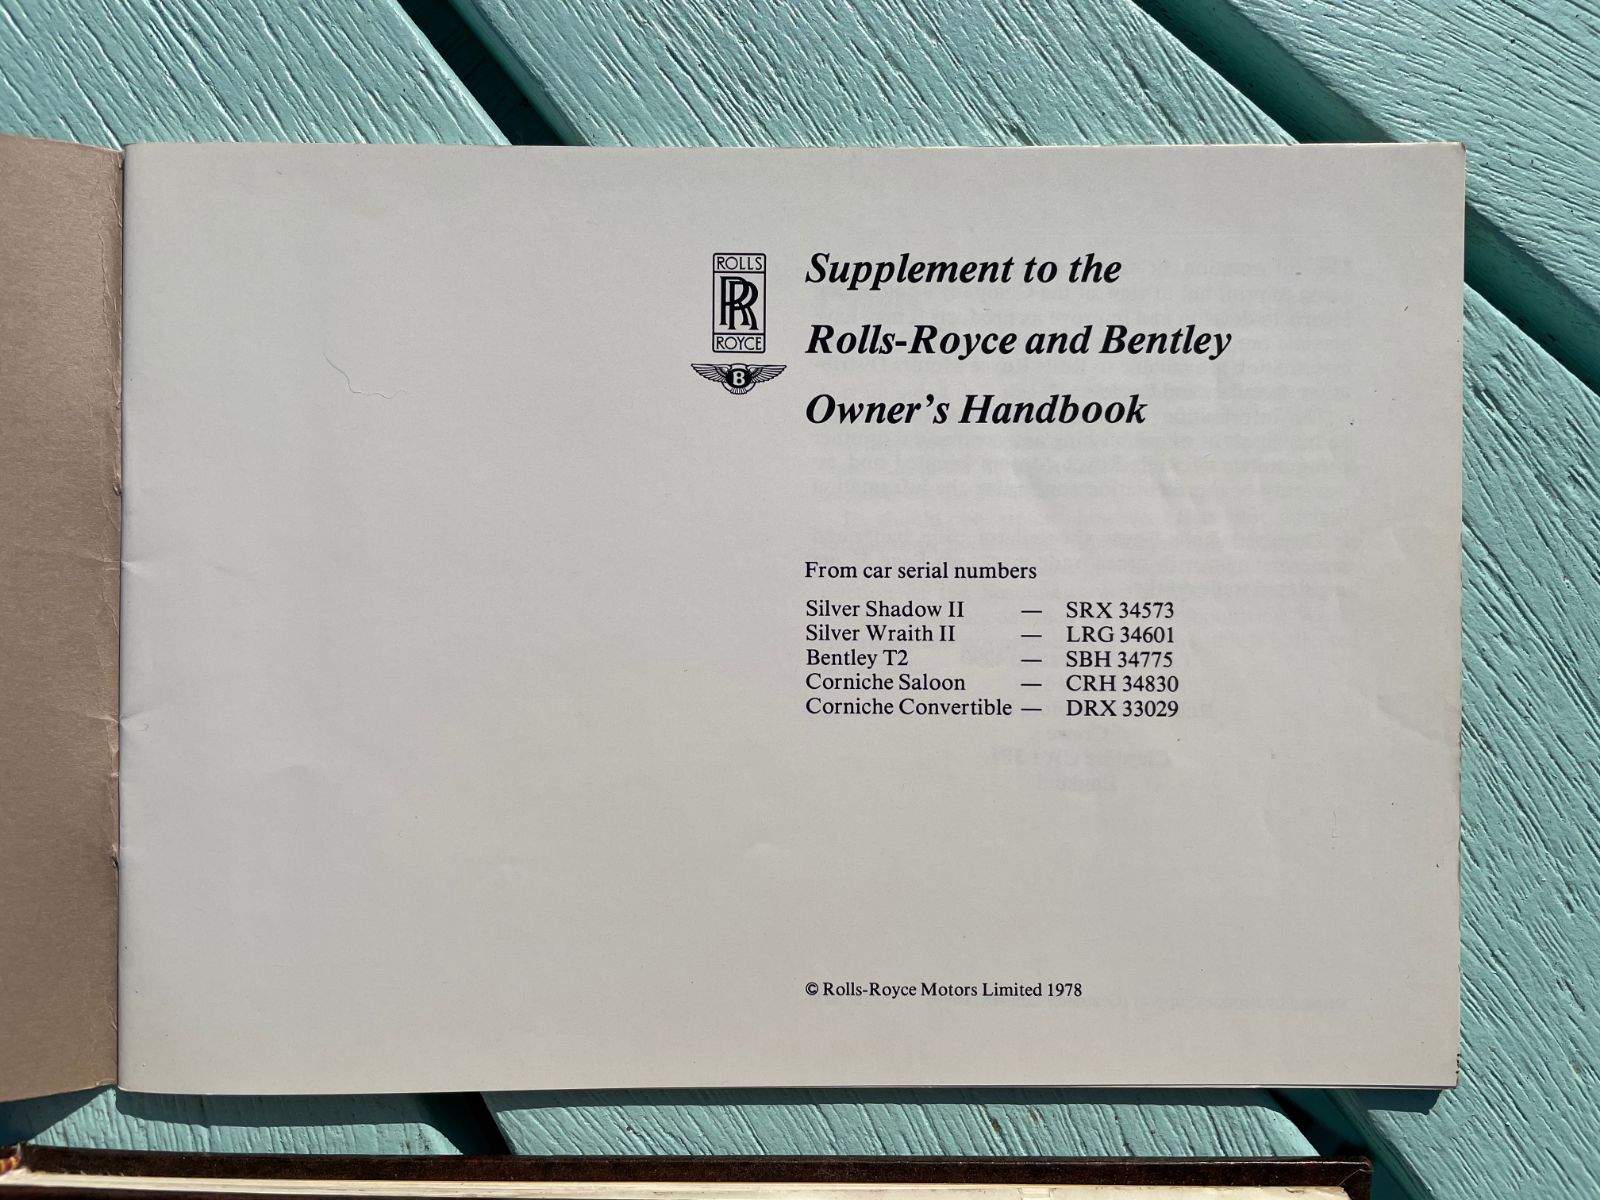 ROLLS
RR
ROYCE
B
Supplement to the
Rolls-Royce and Bentley
Owner's Handbook
From car serial numbers
Silver Shadow II — SRX 34573
Silver Wraith II — LRG 34601
Bentley T2 — SBH 34775
Corniche Saloon — CRH 34830
Corniche Convertible — DRX 33029
© Rolls-Royce Motors Limited 1978